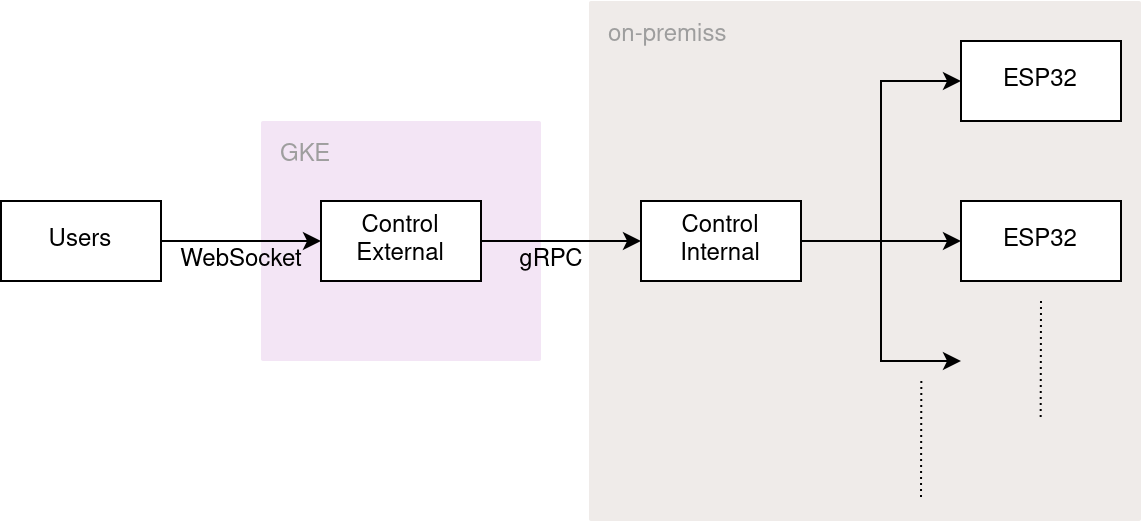 on-premiss
ESP32
GKE
Users
WebSocket
Control
External
gRPC
Control
Internal
ESP32